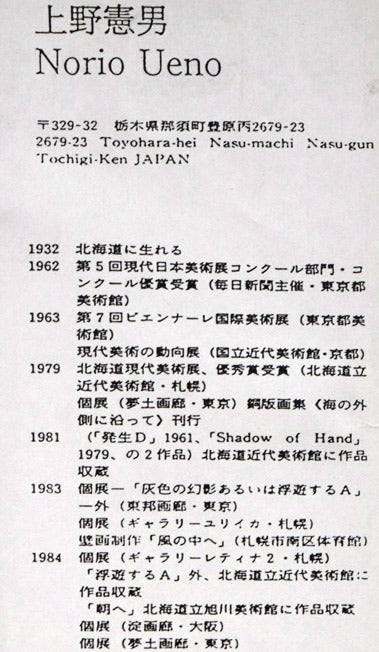 上野憲男
Norio Ueno
〒329-32 栃木県那須町豊原丙2679-23
2679-23 Toyohara-hei Nasu-machi Nasu-gun
Tochigi-Ken JAPAN
1932 北海道に生れる
1962 第5回現代日本美術展コンクール部門・コ
ンクール優賞受賞（毎日新聞主催・東京都
美術館）
1963 第7回ビエンナーレ国際美術展（東京都美
術館）
現代美術の動向展（国立近代美術館・京都）
1979 北海道現代美術展、優秀賞受賞（北海道立
近代美術館・札幌）
個展（夢土画廊・東京）銅版画集《海の外
側に沿って》刊行
1981 （「発生D」1961、「Shadow of Hand」
1979、の2作品）北海道近代美術館に作品
収蔵
1983 個展―「灰色の幻影あるいは浮遊するA」
―外（東邦画廊・東京）
個展（ギャラリーユリイカ・札幌）
壁画制作「風の中へ」（札幌市南区体育館）
1984 個展（ギャラリーレティナ2・札幌）
「浮遊するA」外、北海道立近代美術館に
作品収蔵
「朝へ」北海道立旭川美術館に作品収蔵
個展（淀画廊・大阪）
個展（夢土画廊・東京）